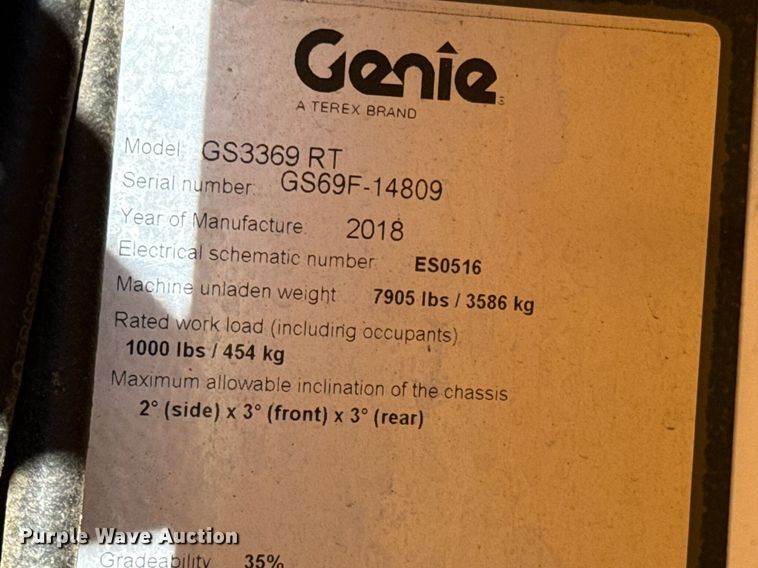 Genie
A TEREX BRAND
Model: GS3369 RT
Serial number: GS69F-14809
Year of Manufacture: 2018
Electrical schematic number: ES0516
Machine unladen weight 7905 lbs / 3586 kg
Rated work load (including occupants)
1000 lbs / 454 kg
Maximum allowable inclination of the chassis
2° (side) x 3° (front) x 3° (rear)
Gradeability 35%
Purple Wave Auction